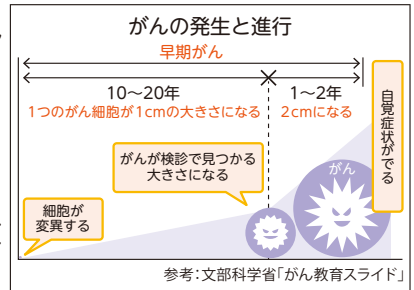 がんの発生と進行
早期がん
10〜20年
1つのがん細胞が1cmの大きさになる
1〜2年
2cmになる
自覚症状がでる
がんが検診で見つかる
大きさになる
がん
細胞が
変異する
参考：文部科学省「がん教育スライド」